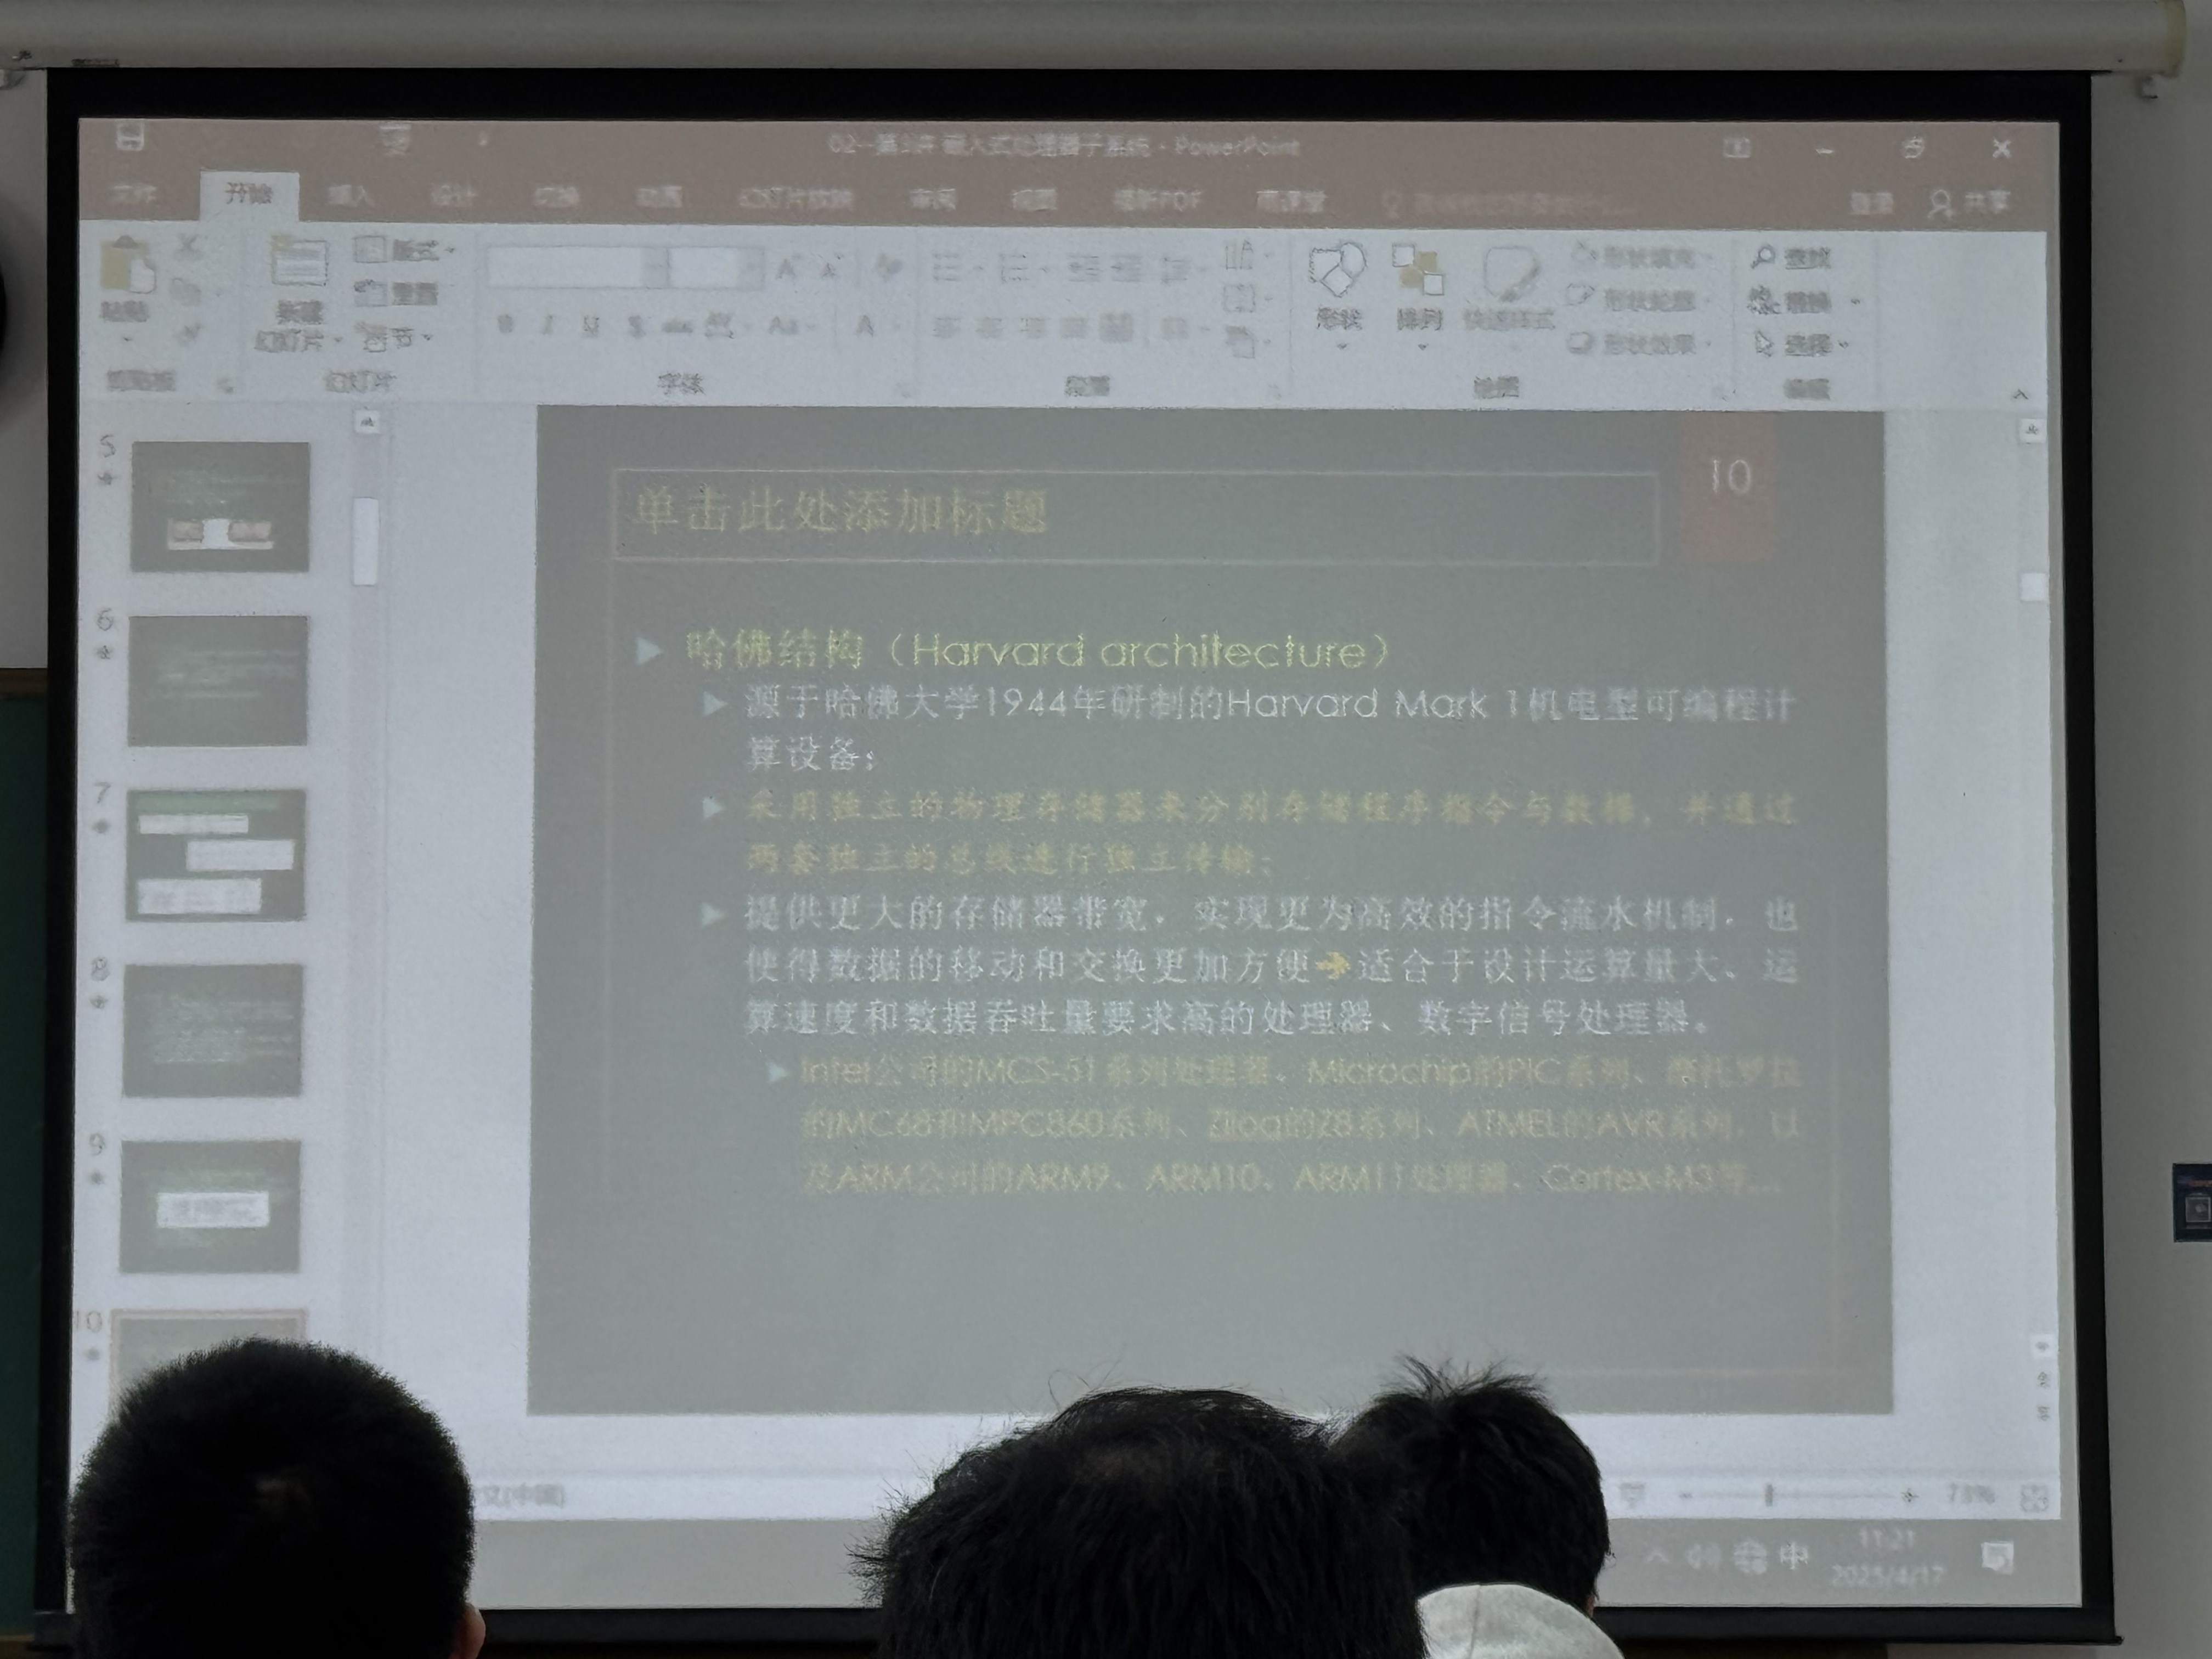 02--第2讲 嵌入式处理器子系统 - PowerPoint
文件 开始 插入 设计 切换 动画 幻灯片放映 审阅 视图 雨课堂
登录 共享
粘贴
新建
幻灯片
版式
重置
节
形状 排列 快速样式
形状填充
形状轮廓
形状效果
查找
替换
选择
剪贴板 幻灯片 字体 段落 绘图 编辑
5
6
7
8
9
10
10
单击此处添加标题
哈佛结构（Harvard architecture）
源于哈佛大学1944年研制的Harvard Mark 1机电型可编程计
算设备；
采用独立的物理存储器来分别存储程序指令与数据，并通过
两套独立的总线进行独立传输；
提供更大的存储器带宽，实现更为高效的指令流水机制，也
使得数据的移动和交换更加方便➔适合于设计运算量大、运
算速度和数据吞吐量要求高的处理器、数字信号处理器。
Intel公司的MCS-51系列处理器、Microchip的PIC系列、摩托罗拉
的MC68和MPC860系列、Zilog的Z8系列、ATMEL的AVR系列，以
及ARM公司的ARM9、ARM10、ARM11处理器、Cortex-M3等...
文(中国)
73%
中
11:21
2025/4/17